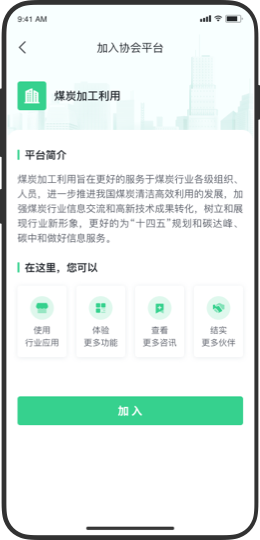 9:41 AM
加入协会平台
煤炭加工利用
平台简介
煤炭加工利用旨在更好的服务于煤炭行业各级组织、
人员，进一步推进我国煤炭清洁高效利用的发展，加
强煤炭行业信息交流和高新技术成果转化，树立和展
现行业新形象，更好的为“十四五”规划和碳达峰、
碳中和做好信息服务。
在这里，您可以
使用 体验 查看 结实
行业应用 更多功能 更多咨讯 更多伙伴
加入